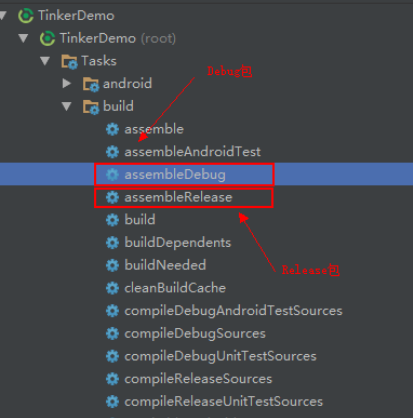 TinkerDemo
TinkerDemo (root)
Tasks
Debug包
android
build
assemble
assembleAndroidTest
assembleDebug
assembleRelease
build
buildDependents
buildNeeded
Release包
cleanBuildCache
compileDebugAndroidTestSources
compileDebugSources
compileDebugUnitTestSources
compileReleaseSources
compileReleaseUnitTestSources